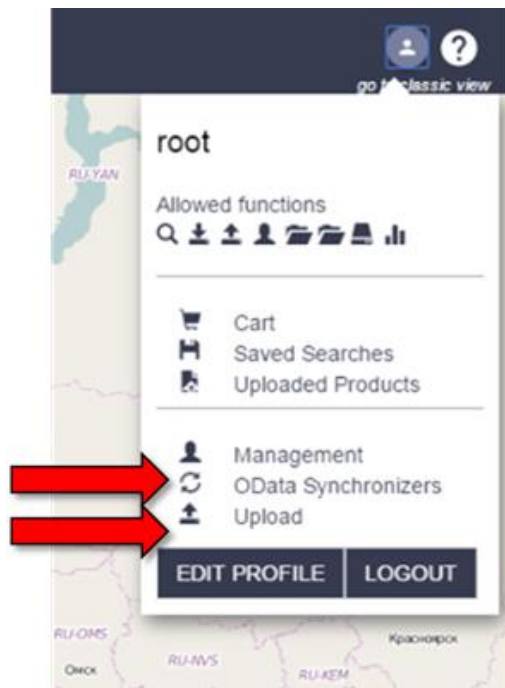 ?
go to classic view
root
RU-YAN
Allowed functions
Cart
Saved Searches
Uploaded Products
Management
OData Synchronizers
Upload
EDIT PROFILE
LOGOUT
RU-OMS
Красноярск
Омск
RU-NVS
RU-KEM